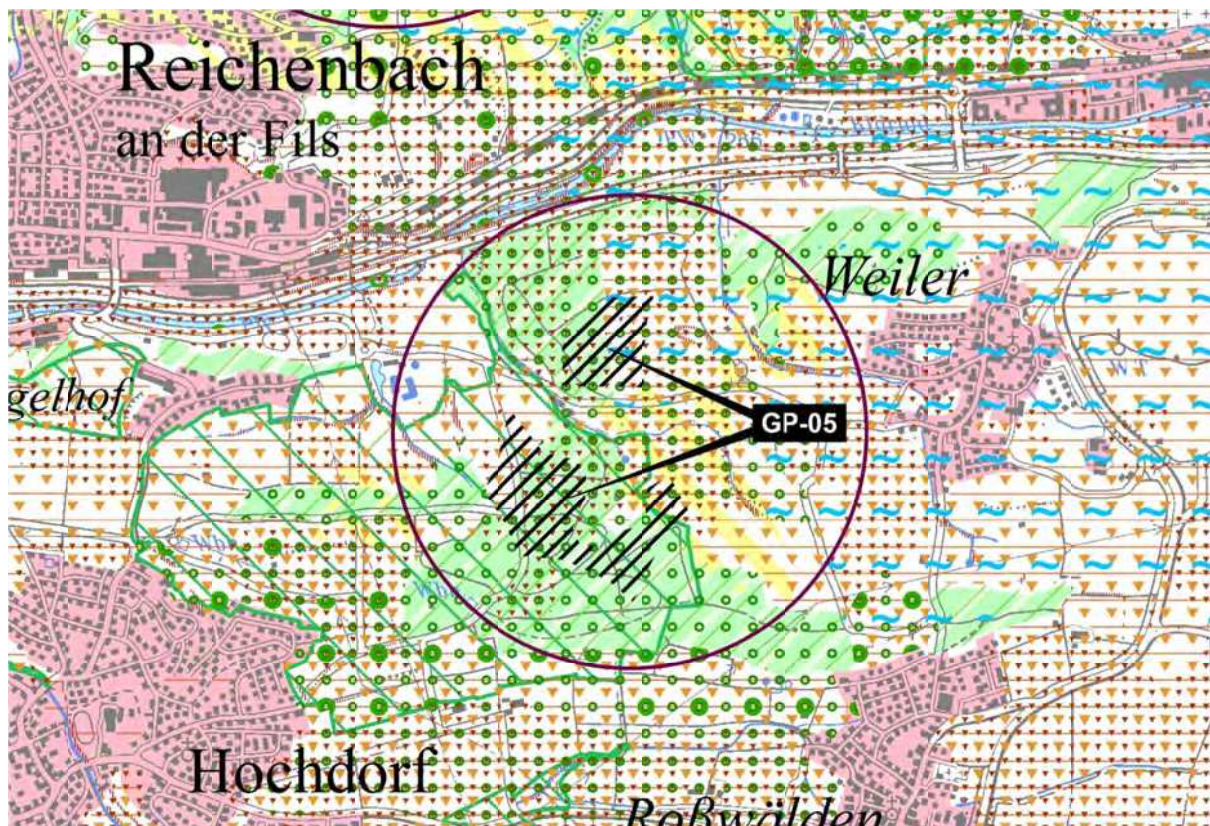 Reichenbach
an der Fils
Weiler
gelhof
GP-05
Hochdorf
Roßwälden